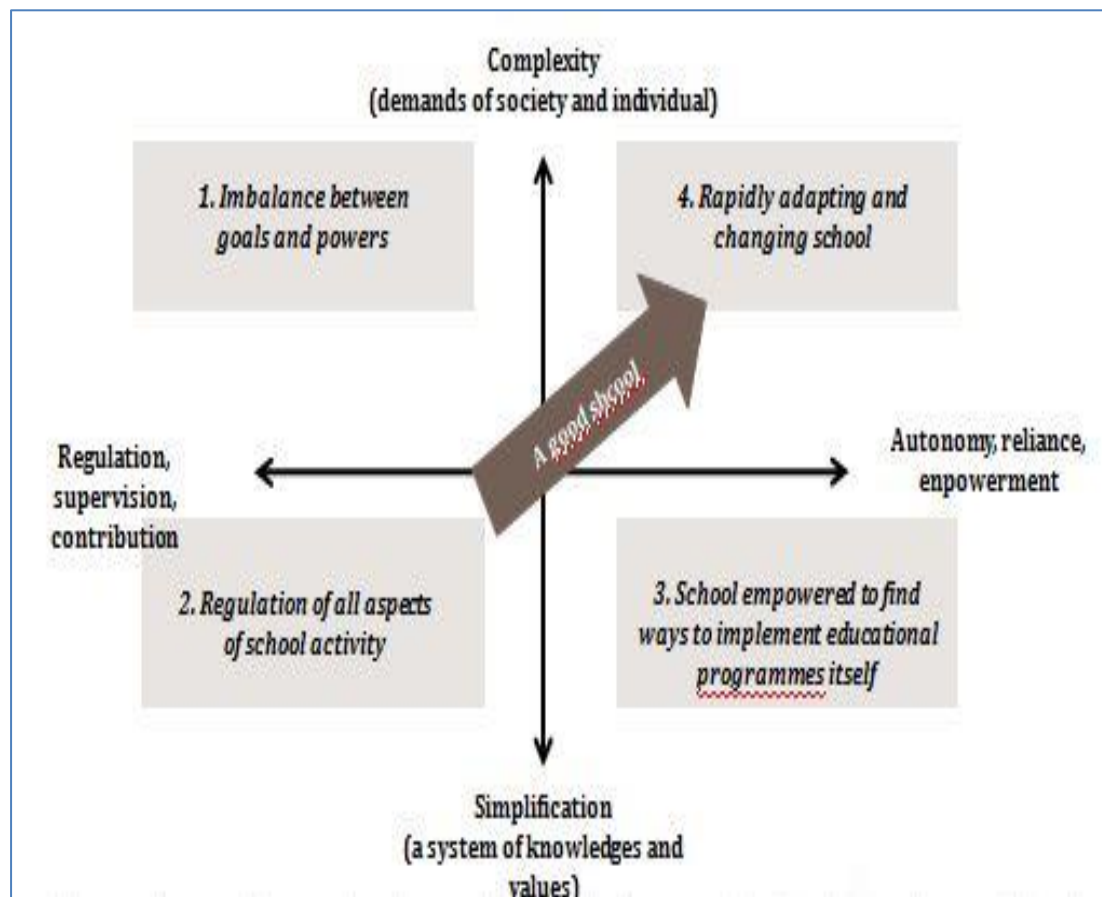 Complexity
(demands of society and individual)
1. Imbalance between
goals and powers
4. Rapidly adapting and
changing school
A good shcool
Regulation,
supervision,
contribution
Autonomy, reliance,
enpowerment
2. Regulation of all aspects
of school activity
3. School empowered to find
ways to implement educational
programmes itself
Simplification
(a system of knowledges and
values)